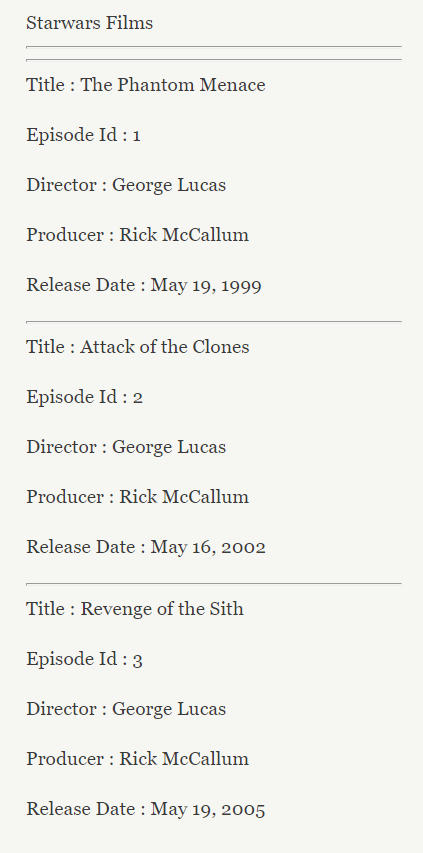 Starwars Films
Title : The Phantom Menace
Episode Id : 1
Director : George Lucas
Producer : Rick McCallum
Release Date : May 19, 1999
Title : Attack of the Clones
Episode Id : 2
Director : George Lucas
Producer : Rick McCallum
Release Date : May 16, 2002
Title : Revenge of the Sith
Episode Id : 3
Director : George Lucas
Producer : Rick McCallum
Release Date : May 19, 2005